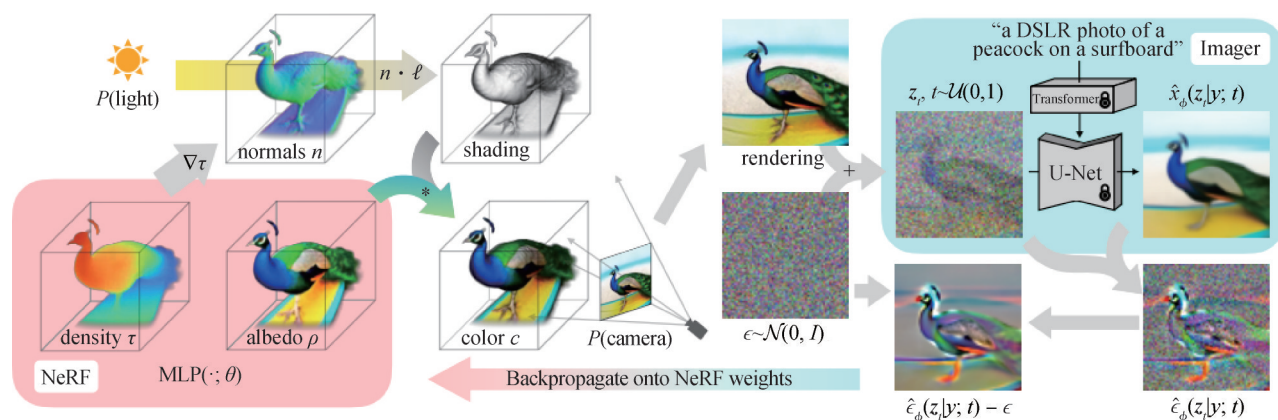 P(light)
n · ℓ
normals n
shading
∇τ
*
density τ
albedo ρ
NeRF
MLP(·; θ)
color c
P(camera)
rendering
+
ϵ~𝒩(0, I)
Backpropagate onto NeRF weights
“a DSLR photo of a
peacock on a surfboard”
Imager
z_t, t~𝒰(0,1)
Transformer
x̂_ϕ(z_t|y; t)
U-Net
ϵ̂_ϕ(z_t|y; t) − ϵ
ϵ̂_ϕ(z_t|y; t)